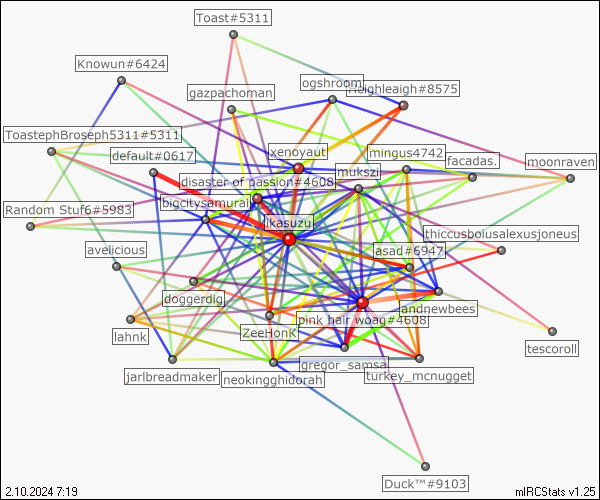 Toast#5311
Knowun#6424
ogshroom
Heighleigh#8575
gazpachoman
ToastephBroseph5311#5311
default#0617
xenovaut
mingus4742
facadas.
moonraven
mukszi
disaster of passion#4608
bigcitysamurai
Random Stuf6#5983
ikasuzu
thiccusboiusalexusjoneus
avelicious
asad#6947
doggerdig
andnewbees
pink hair woag#4608
lahnk
ZeeHonK
tescoroll
gregor_samsa
jarlbreadmaker
neokingghidorah
turkey_mcnugget
Duck™#9103
2.10.2024 7:19
mIRCStats v1.25